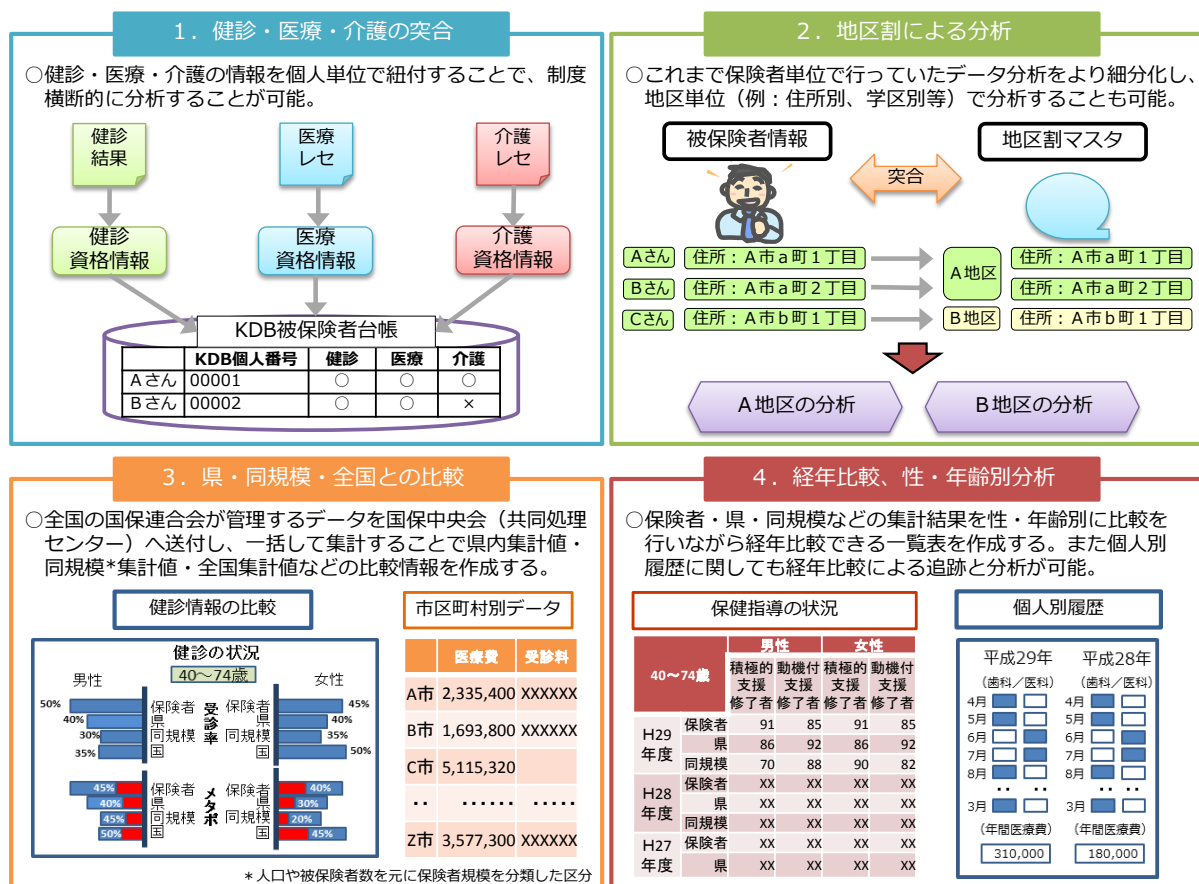 1．健診・医療・介護の突合
○健診・医療・介護の情報を個人単位で紐付することで、制度
横断的に分析することが可能。
健診
結果
医療
レセ
介護
レセ
健診
資格情報
医療
資格情報
介護
資格情報
KDB被保険者台帳
KDB個人番号 健診 医療 介護
Aさん 00001 ○ ○ ○
Bさん 00002 ○ ○ ×
2．地区割による分析
○これまで保険者単位で行っていたデータ分析をより細分化し、
地区単位（例：住所別、学区別等）で分析することも可能。
被保険者情報
突合
地区割マスタ
Aさん 住所：A市a町1丁目 A地区 住所：A市a町1丁目
Bさん 住所：A市a町2丁目 住所：A市a町2丁目
Cさん 住所：A市b町1丁目 B地区 住所：A市b町1丁目
A地区の分析
B地区の分析
3．県・同規模・全国との比較
○全国の国保連合会が管理するデータを国保中央会（共同処理
センター）へ送付し、一括して集計することで県内集計値・
同規模*集計値・全国集計値などの比較情報を作成する。
健診情報の比較
健診の状況
40～74歳
男性 女性
受診率
50% 保険者 保険者 45%
40% 県 県 40%
30% 同規模 同規模 35%
35% 国 国 50%
メタボ
45% 保険者 保険者 40%
40% 県 県 30%
45% 同規模 同規模 20%
50% 国 国 45%
市区町村別データ
医療費 受診料
A市 2,335,400 XXXXXX
B市 1,693,800 XXXXXX
C市 5,115,320
‥ ‥‥‥ ‥‥‥
Z市 3,577,300 XXXXXX
＊人口や被保険者数を元に保険者規模を分類した区分
4．経年比較、性・年齢別分析
○保険者・県・同規模などの集計結果を性・年齢別に比較を
行いながら経年比較できる一覧表を作成する。また個人別
履歴に関しても経年比較による追跡と分析が可能。
保健指導の状況
40～74歳 男性 女性
積極的 動機付 積極的 動機付
支援 支援 支援 支援
修了者 修了者 修了者 修了者
H29
年度
保険者 91 85 91 85
県 86 92 86 92
同規模 70 88 90 82
H28
年度
保険者 XX XX XX XX
県 XX XX XX XX
同規模 XX XX XX XX
H27
年度
保険者 XX XX XX XX
県 XX XX XX XX
個人別履歴
平成29年 平成28年
（歯科／医科） （歯科／医科）
4月 4月
5月 5月
6月 6月
7月 7月
8月 8月
‥ ‥ ‥ ‥
3月 3月
（年間医療費） （年間医療費）
310,000 180,000